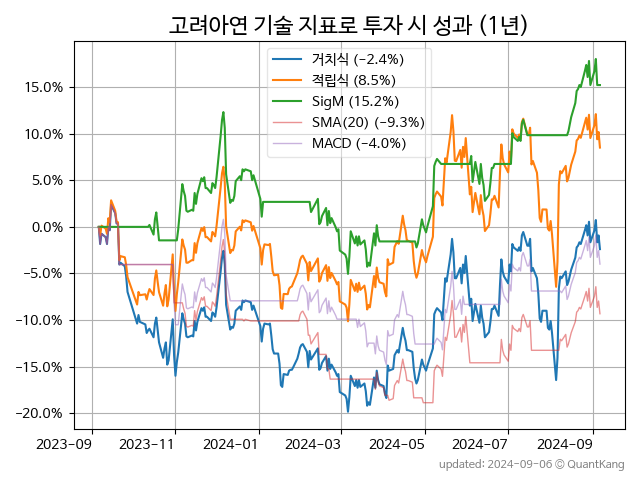 고려아연 기술 지표로 투자 시 성과 (1년)
거치식 (−2.4%)
적립식 (8.5%)
SigM (15.2%)
SMA(20) (−9.3%)
MACD (−4.0%)
15.0%
10.0%
5.0%
0.0%
−5.0%
−10.0%
−15.0%
−20.0%
2023-09 2023-11 2024-01 2024-03 2024-05 2024-07 2024-09
updated: 2024-09-06 © QuantKang